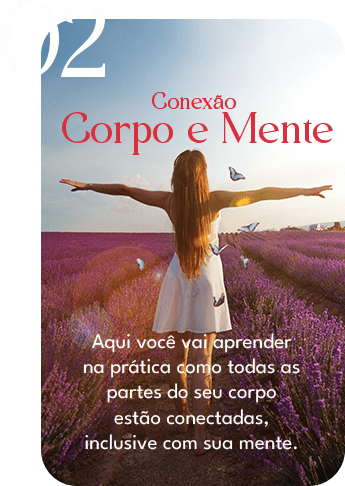 02
Conexão
Corpo e Mente
Aqui você vai aprender
na prática como todas as
partes do seu corpo
estão conectadas,
inclusive com sua mente.